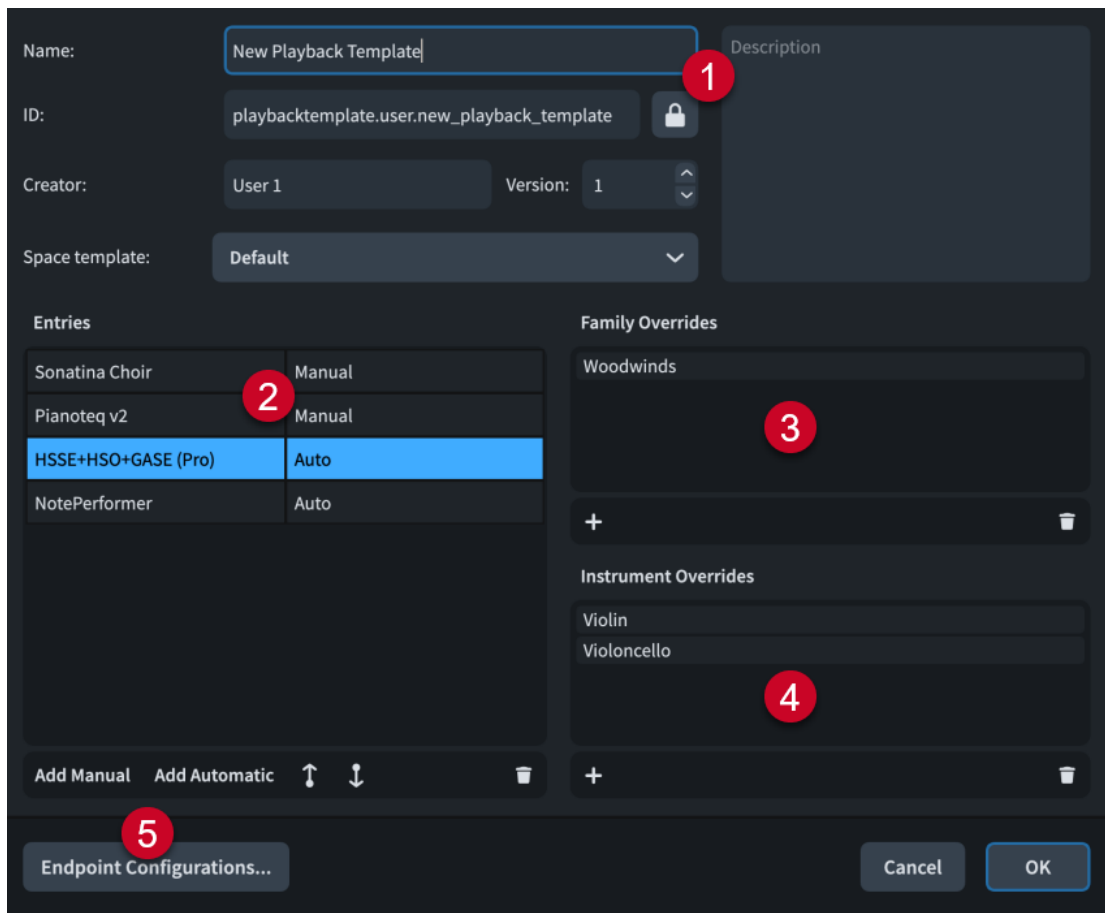 Name:
New Playback Template
Description
1
ID:
playbacktemplate.user.new_playback_template
Creator:
User 1
Version:
1
Space template:
Default
Entries
Sonatina Choir
Manual
2
Pianoteq v2
Manual
HSSE+HSO+GASE (Pro)
Auto
NotePerformer
Auto
Add Manual
Add Automatic
Family Overrides
Woodwinds
3
+
Instrument Overrides
Violin
Violoncello
4
+
5
Endpoint Configurations...
Cancel
OK